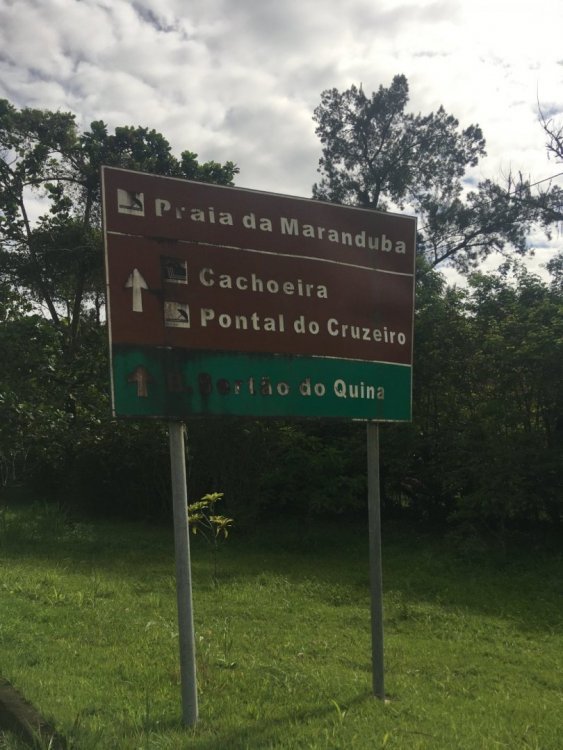 Praia da Maranduba
Cachoeira
Pontal do Cruzeiro
B. Sertão do Quina